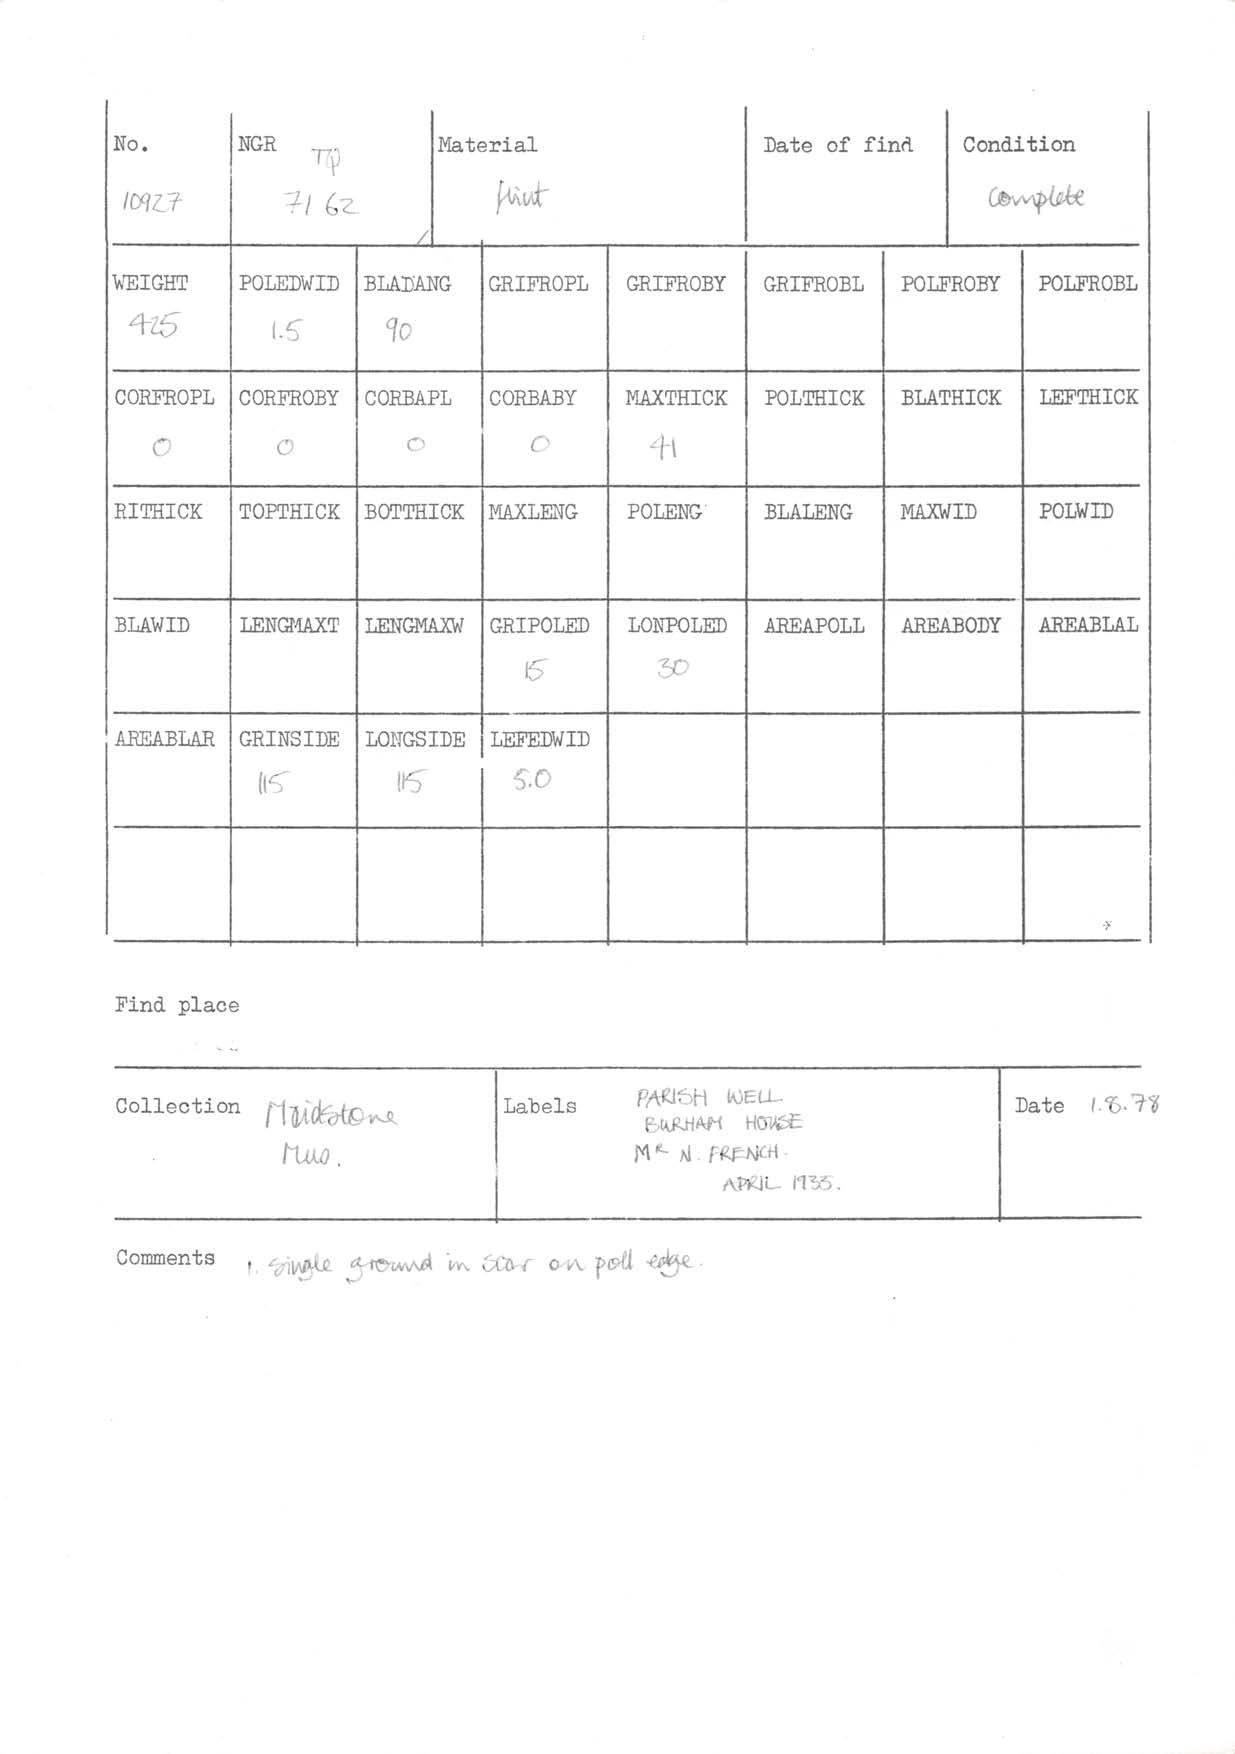 No. NGR Material Date of find Condition
TQ
10927 71 62 flint complete
WEIGHT POLEDWID BLADANG GRIFROPL GRIFROBY GRIFROBL POLFROBY POLFROBL
425 1.5 90
CORFROPL CORFROBY CORBAPL CORBABY MAXTHICK POLTHICK BLATHICK LEFTHICK
0 0 0 0 41
RITHICK TOPTHICK BOTTHICK MAXLENG POLENG BLALENG MAXWID POLWID
BLAWID LENGMAXT LENGMAXW GRIPOLED LONPOLED AREAPOLL AREABODY AREABLAL
15 30
AREABLAR GRINSIDE LONGSIDE LEFEDWID
115 115 5.0
Find place
Collection Maidstone
Mus.
Labels PARISH WELL
BURHAM HOUSE
MR N. FRENCH.
APRIL 1935.
Date 1.8.78
Comments 1. Single ground in scar on poll edge.